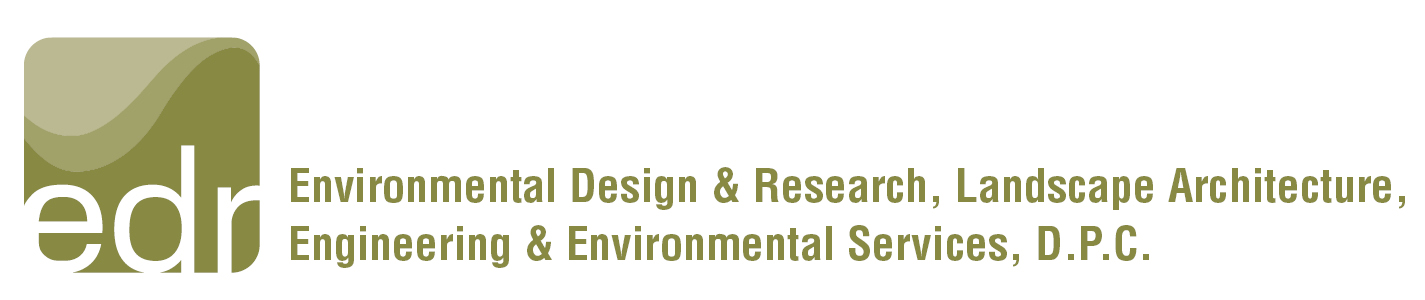 edr
Environmental Design & Research, Landscape Architecture,
Engineering & Environmental Services, D.P.C.